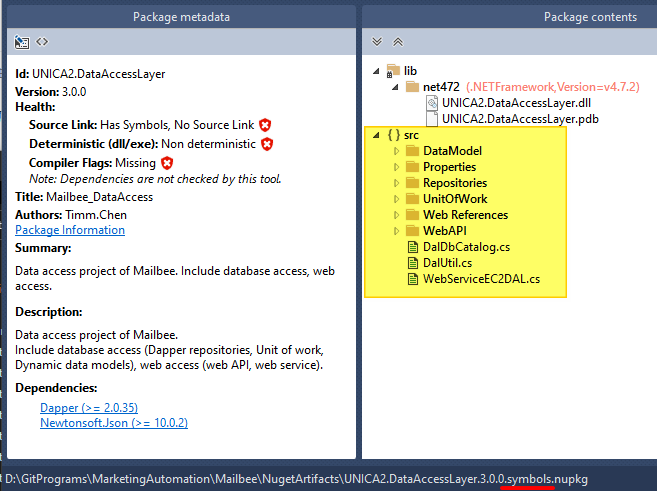 Package metadata
Id: UNICA2.DataAccessLayer
Version: 3.0.0
Health:
Source Link: Has Symbols, No Source Link
Deterministic (dll/exe): Non deterministic
Compiler Flags: Missing
Note: Dependencies are not checked by this tool.
Title: Mailbee_DataAccess
Authors: Timm.Chen
Package Information
Summary:
Data access project of Mailbee. Include database access, web
access.
Description:
Data access project of Mailbee.
Include database access (Dapper repositories, Unit of work,
Dynamic data models), web access (web API, web service).
Dependencies:
Dapper (>= 2.0.35)
Newtonsoft.Json (>= 10.0.2)
Package contents
lib
net472 (.NETFramework,Version=v4.7.2)
UNICA2.DataAccessLayer.dll
UNICA2.DataAccessLayer.pdb
{ } src
DataModel
Properties
Repositories
UnitOfWork
Web References
WebAPI
DalDbCatalog.cs
DalUtil.cs
WebServiceEC2DAL.cs
D:\GitPrograms\MarketingAutomation\Mailbee\NugetArtifacts\UNICA2.DataAccessLayer.3.0.0.symbols.nupkg